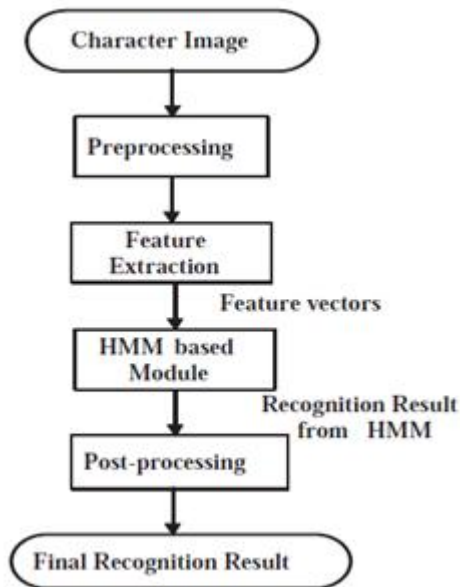 Character Image
Preprocessing
Feature
Extraction
Feature vectors
HMM based
Module
Recognition Result
from HMM
Post-processing
Final Recognition Result